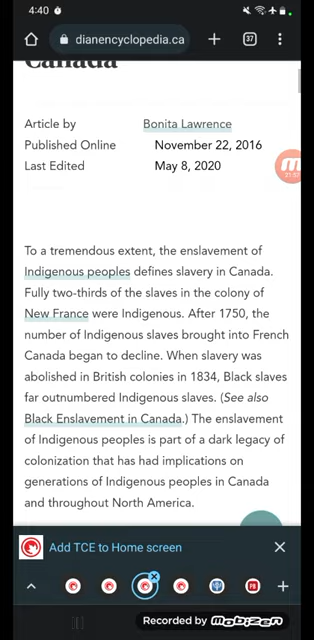 4:40
dianencyclopedia.ca
37
Canada
Article by Bonita Lawrence
Published Online November 22, 2016
Last Edited May 8, 2020
To a tremendous extent, the enslavement of
Indigenous peoples defines slavery in Canada.
Fully two-thirds of the slaves in the colony of
New France were Indigenous. After 1750, the
number of Indigenous slaves brought into French
Canada began to decline. When slavery was
abolished in British colonies in 1834, Black slaves
far outnumbered Indigenous slaves. (See also
Black Enslavement in Canada.) The enslavement
of Indigenous peoples is part of a dark legacy of
colonization that has had implications on
generations of Indigenous peoples in Canada
and throughout North America.
Add TCE to Home screen
Recorded by mobizen